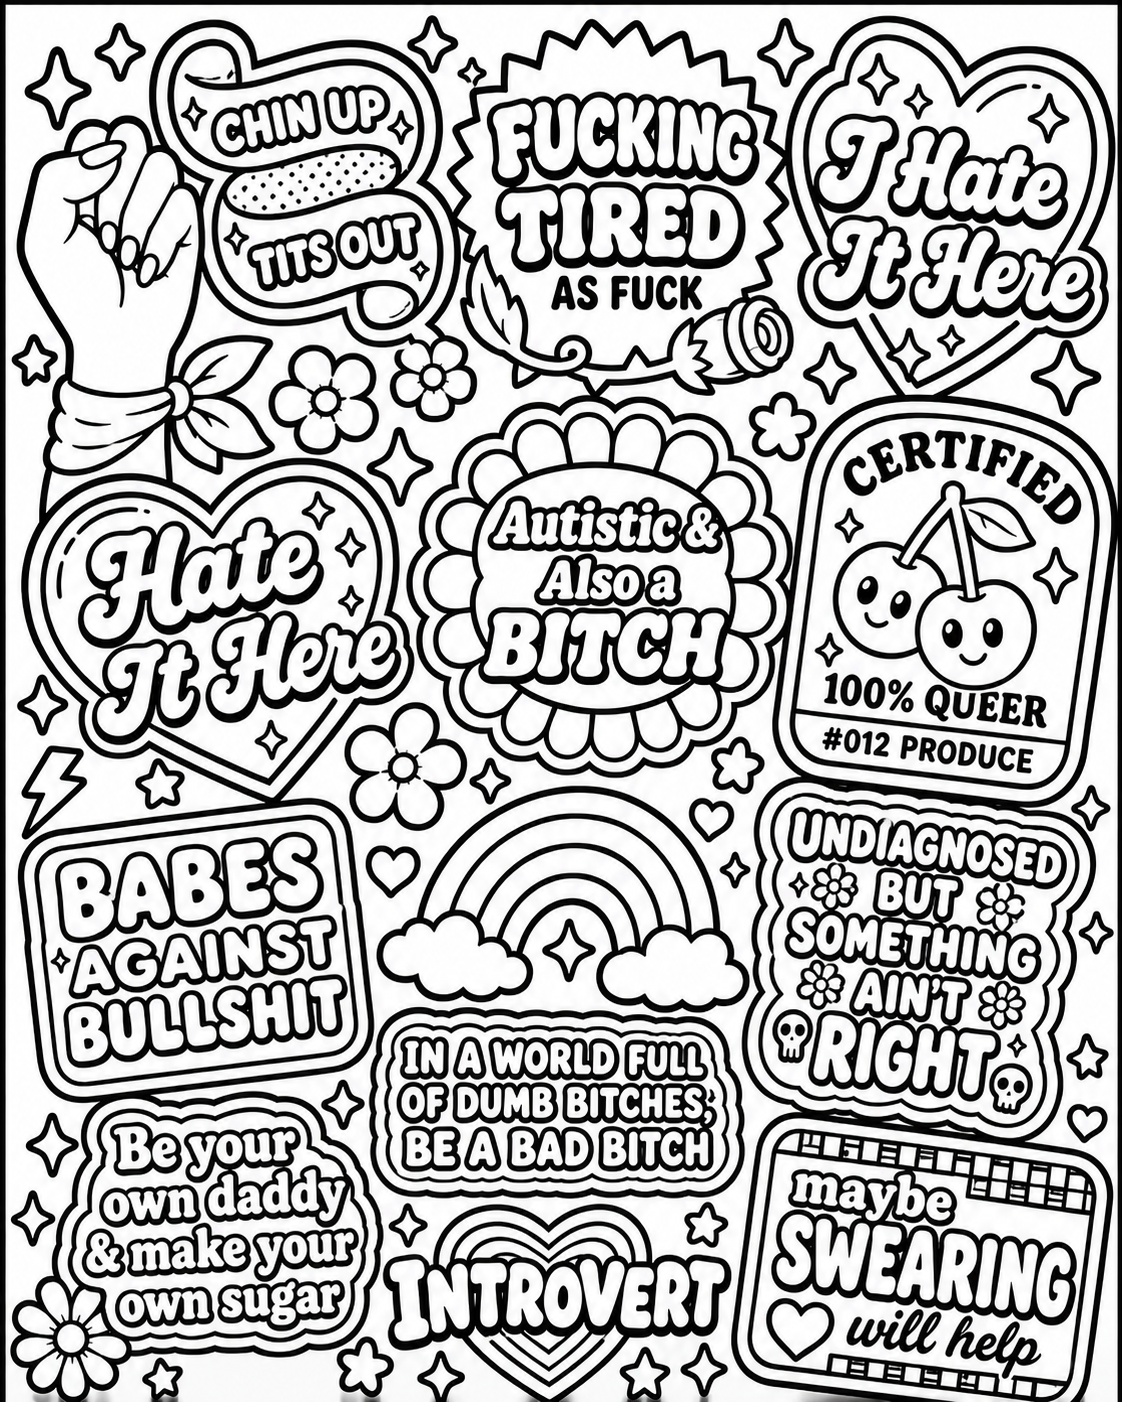 CHIN UP
TITS OUT
FUCKING
TIRED
AS FUCK
I Hate
It Here
Hate
It Here
Autistic &
Also a
BITCH
CERTIFIED
100% QUEER
#012 PRODUCE
BABES
AGAINST
BULLSHIT
UNDIAGNOSED
BUT
SOMETHING
AIN'T
RIGHT
IN A WORLD FULL
OF DUMB BITCHES,
BE A BAD BITCH
Be your
own daddy
& make your
own sugar
INTROVERT
maybe
SWEARING
will help